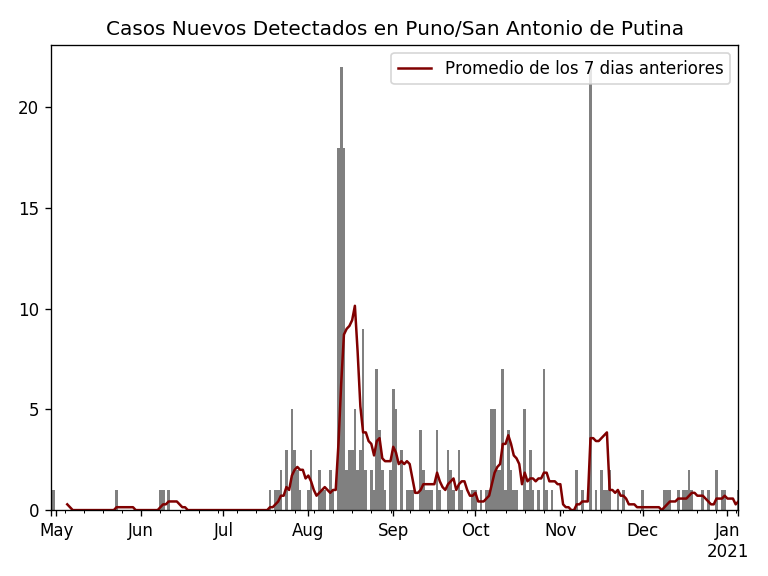 Casos Nuevos Detectados en Puno/San Antonio de Putina
Promedio de los 7 dias anteriores
20
15
10
5
0
May Jun Jul Aug Sep Oct Nov Dec Jan
2021